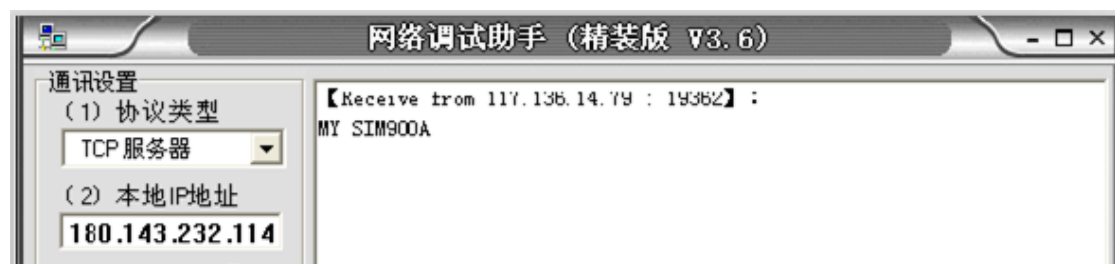 网络调试助手（精装版 V3.6）
通讯设置
（1）协议类型
TCP服务器
（2）本地IP地址
180.143.232.114
【Receive from 117.136.14.79 : 19362】：
MY SIM900A